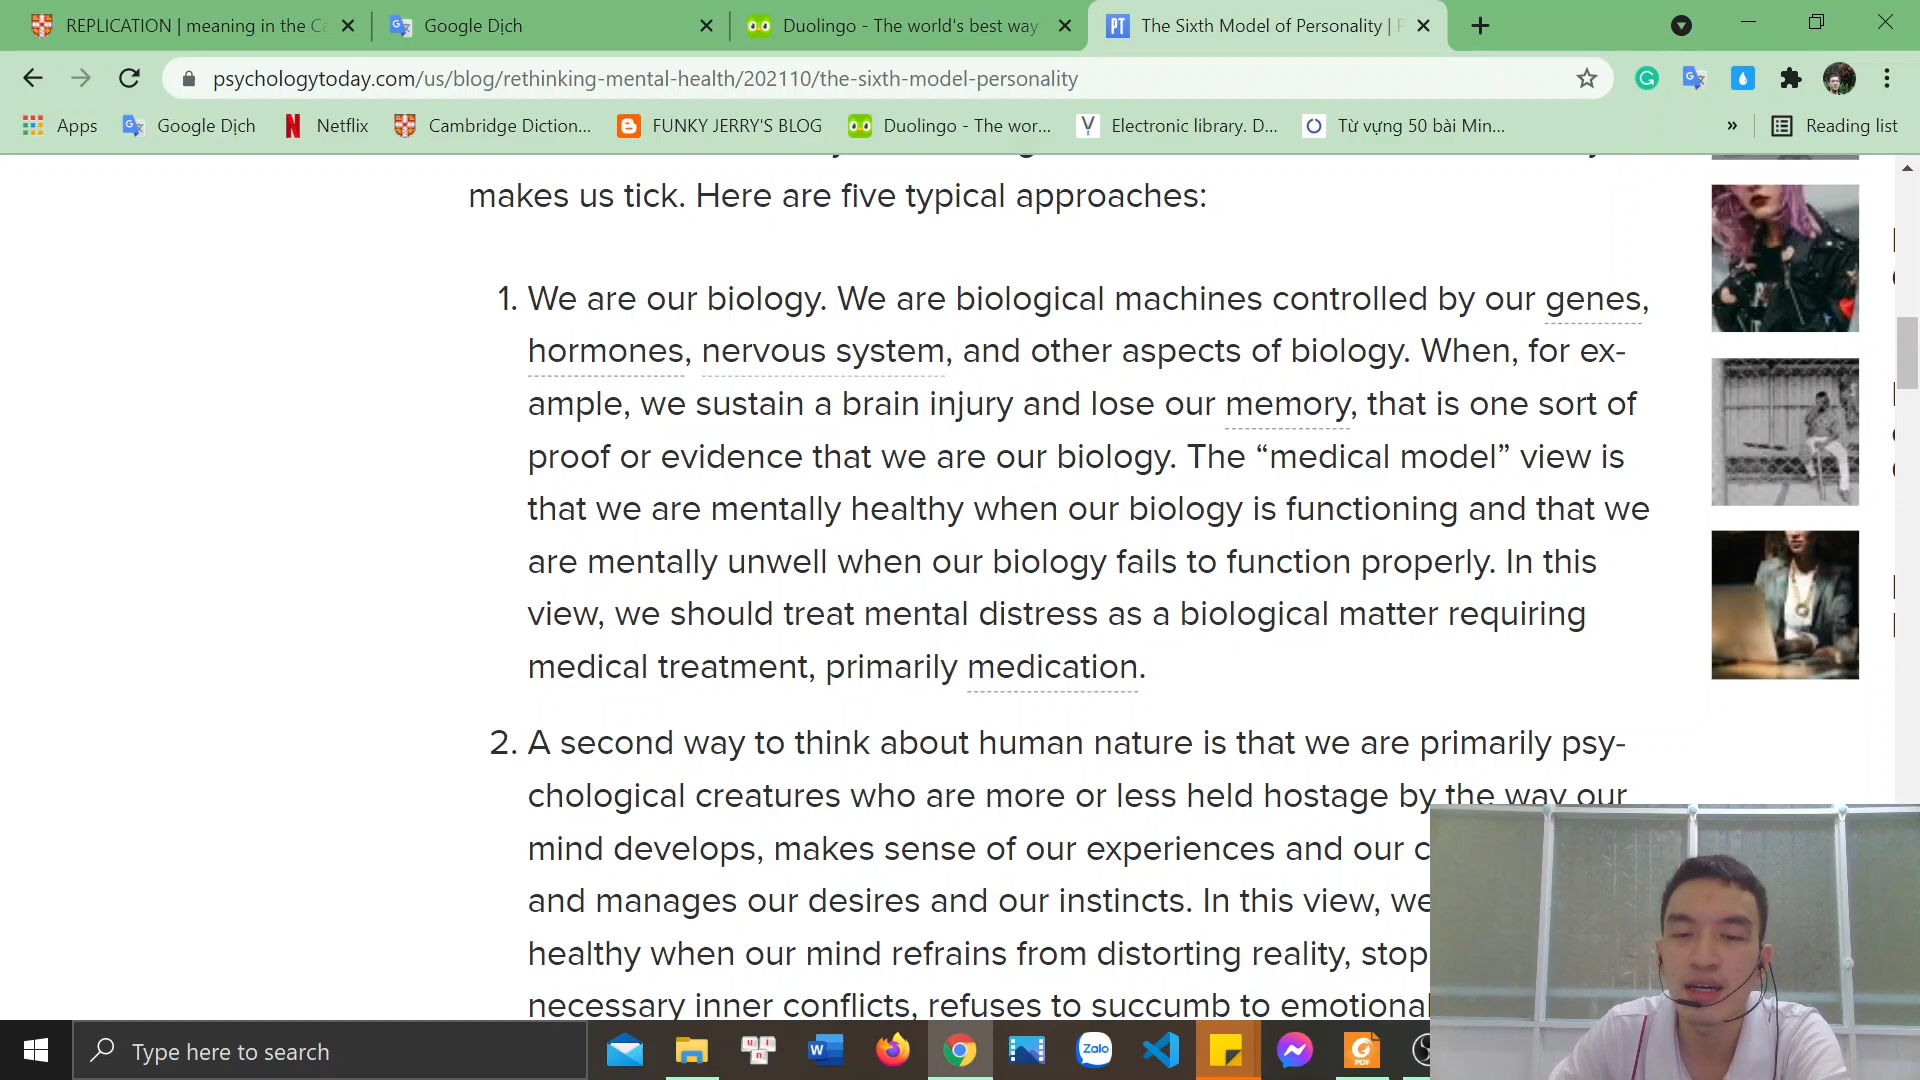 REPLICATION | meaning in the Ca
Google Dịch
Duolingo - The world's best way
The Sixth Model of Personality |
psychologytoday.com/us/blog/rethinking-mental-health/202110/the-sixth-model-personality
Apps
Google Dịch
Netflix
Cambridge Diction...
FUNKY JERRY'S BLOG
Duolingo - The wor...
Electronic library. D...
Từ vựng 50 bài Min...
Reading list
makes us tick. Here are five typical approaches:
1. We are our biology. We are biological machines controlled by our genes,
hormones, nervous system, and other aspects of biology. When, for ex-
ample, we sustain a brain injury and lose our memory, that is one sort of
proof or evidence that we are our biology. The “medical model” view is
that we are mentally healthy when our biology is functioning and that we
are mentally unwell when our biology fails to function properly. In this
view, we should treat mental distress as a biological matter requiring
medical treatment, primarily medication.
2. A second way to think about human nature is that we are primarily psy-
chological creatures who are more or less held hostage by the way our
mind develops, makes sense of our experiences and our c
and manages our desires and our instincts. In this view, we
healthy when our mind refrains from distorting reality, stop
necessary inner conflicts, refuses to succumb to emotional
Type here to search
Zalo
PDF